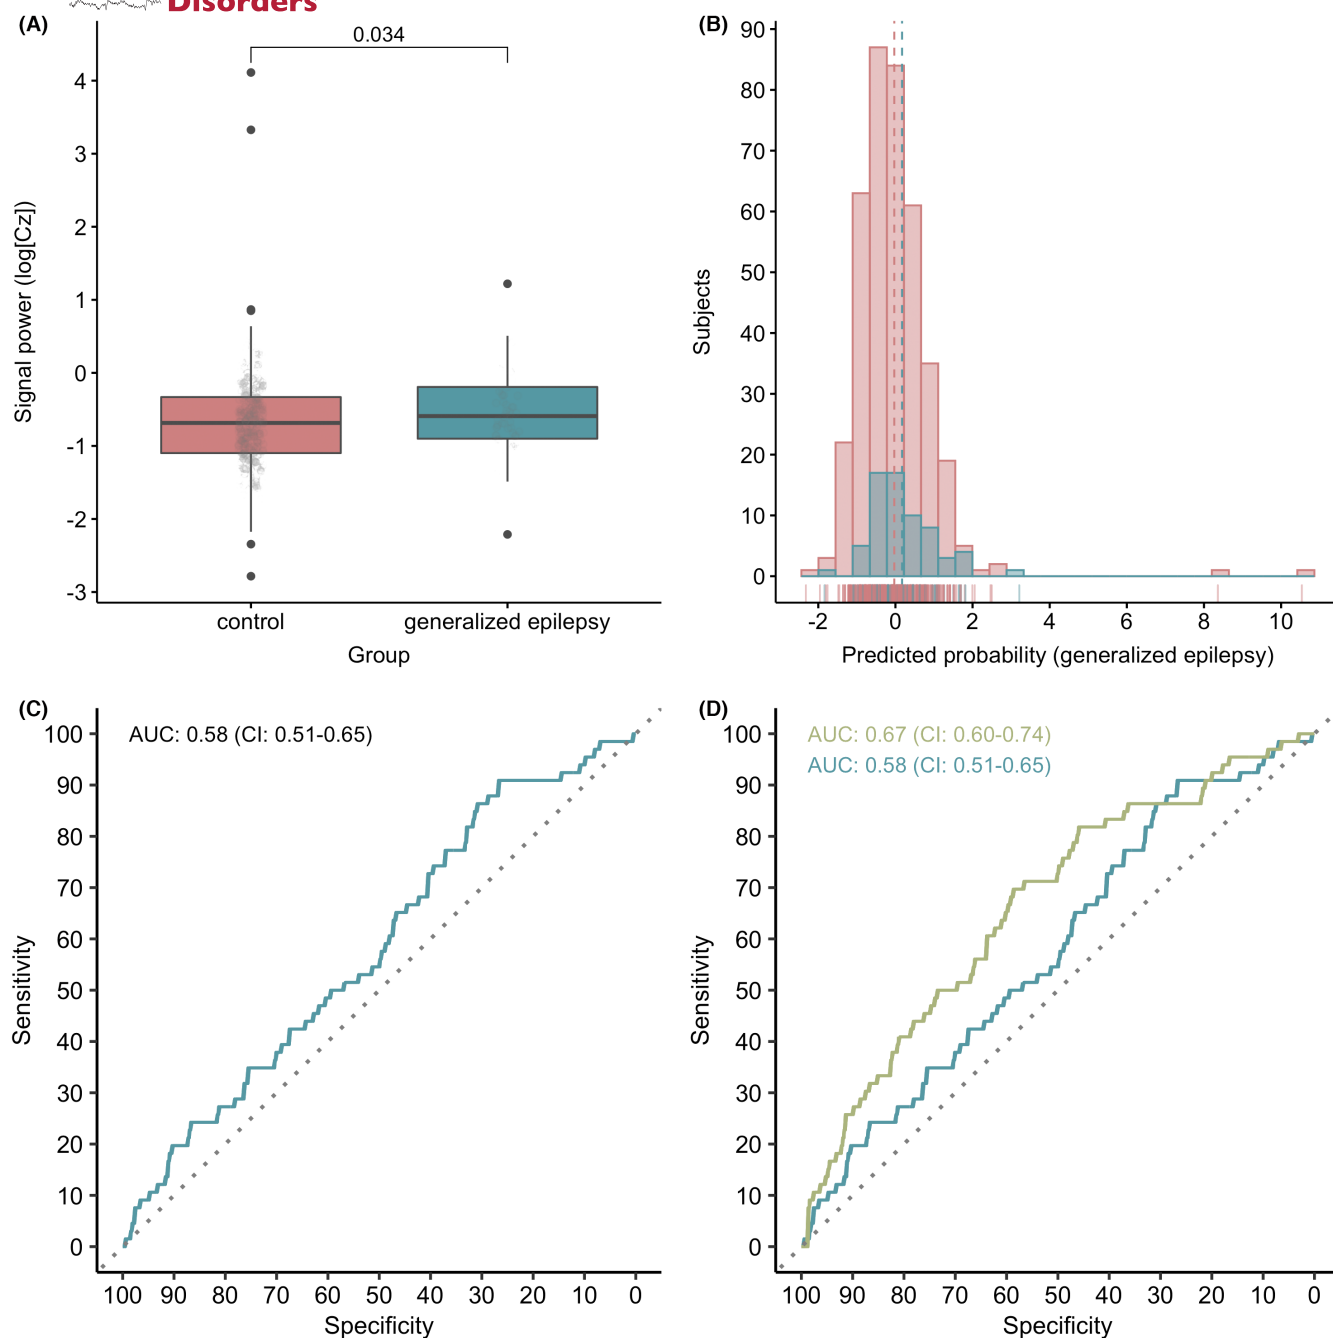 Disorders
(A)
0.034
4
3
2
1
0
-1
-2
-3
Signal power (log[Cz])
control generalized epilepsy
Group
(B)
90
80
70
60
50
40
30
20
10
0
Subjects
-2 0 2 4 6 8 10
Predicted probability (generalized epilepsy)
(C)
AUC: 0.58 (CI: 0.51-0.65)
100
90
80
70
60
50
40
30
20
10
0
Sensitivity
100 90 80 70 60 50 40 30 20 10 0
Specificity
(D)
AUC: 0.67 (CI: 0.60-0.74)
AUC: 0.58 (CI: 0.51-0.65)
100
90
80
70
60
50
40
30
20
10
0
Sensitivity
100 90 80 70 60 50 40 30 20 10 0
Specificity